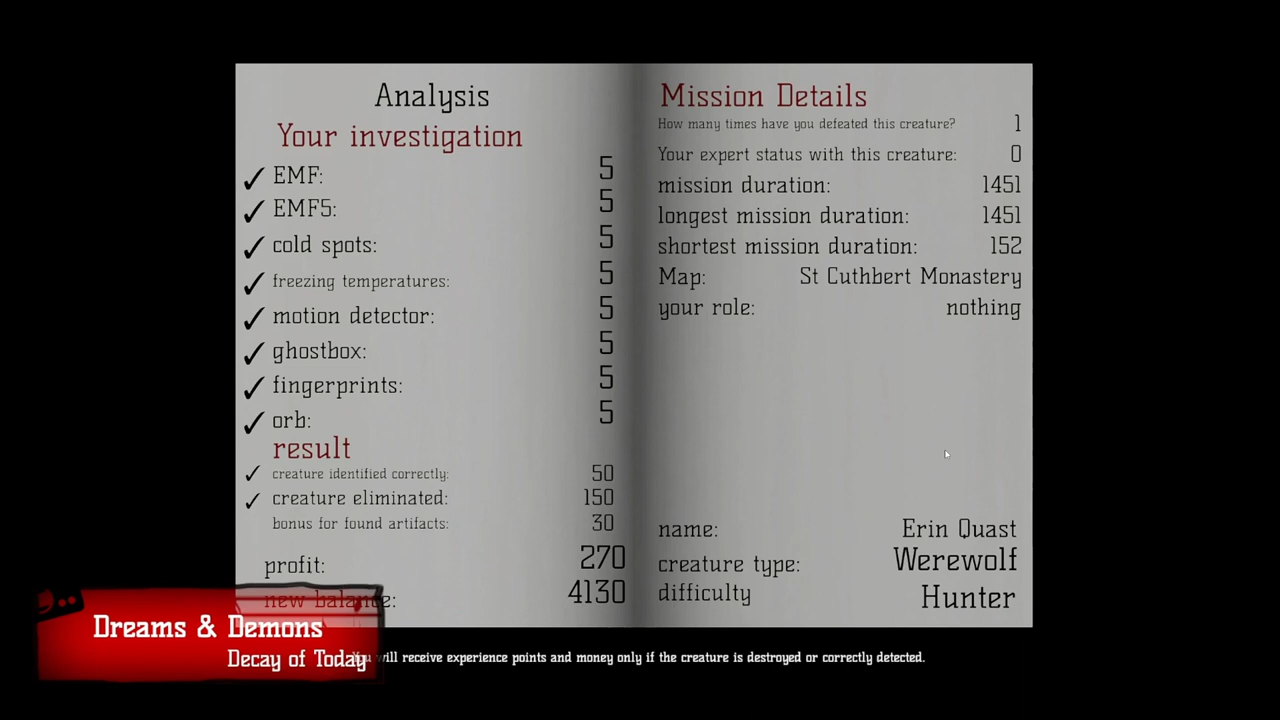 Analysis
Your investigation
EMF: 5
EMF5: 5
cold spots: 5
freezing temperatures: 5
motion detector: 5
ghostbox: 5
fingerprints: 5
orb: 5
result
creature identified correctly: 50
creature eliminated: 150
bonus for found artifacts: 30
profit: 270
new balance: 4130
Mission Details
How many times have you defeated this creature? 1
Your expert status with this creature: 0
mission duration: 1451
longest mission duration: 1451
shortest mission duration: 152
Map: St Cuthbert Monastery
your role: nothing
name: Erin Quast
creature type: Werewolf
difficulty Hunter
Dreams & Demons
Decay of Today
You will receive experience points and money only if the creature is destroyed or correctly detected.